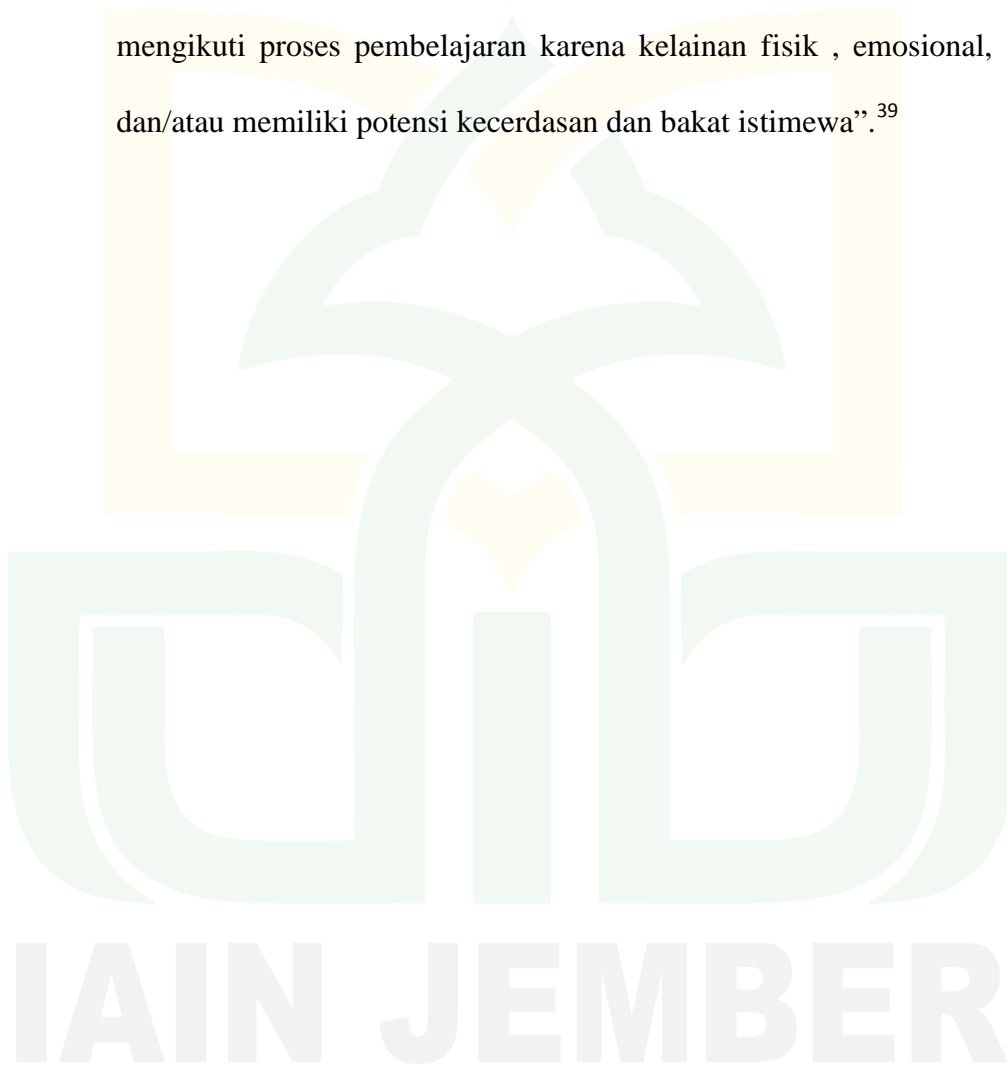 mengikuti proses pembelajaran karena kelainan fisik , emosional,
dan/atau memiliki potensi kecerdasan dan bakat istimewa”.³⁹
IAIN JEMBER